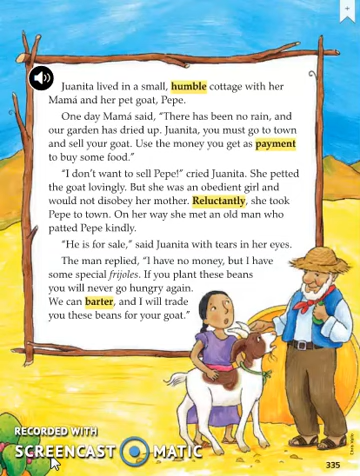 Juanita lived in a small, humble cottage with her
Mamá and her pet goat, Pepe.
One day Mamá said, “There has been no rain, and
our garden has dried up. Juanita, you must go to town
and sell your goat. Use the money you get as payment
to buy some food.”
“I don’t want to sell Pepe!” cried Juanita. She petted
the goat lovingly. But she was an obedient girl and
would not disobey her mother. Reluctantly, she took
Pepe to town. On her way she met an old man who
patted Pepe kindly.
“He is for sale,” said Juanita with tears in her eyes.
The man replied, “I have no money, but I have
some special frijoles. If you plant these beans
you will never go hungry again.
We can barter, and I will trade
you these beans for your goat.”
RECORDED WITH
SCREENCAST MATIC
335